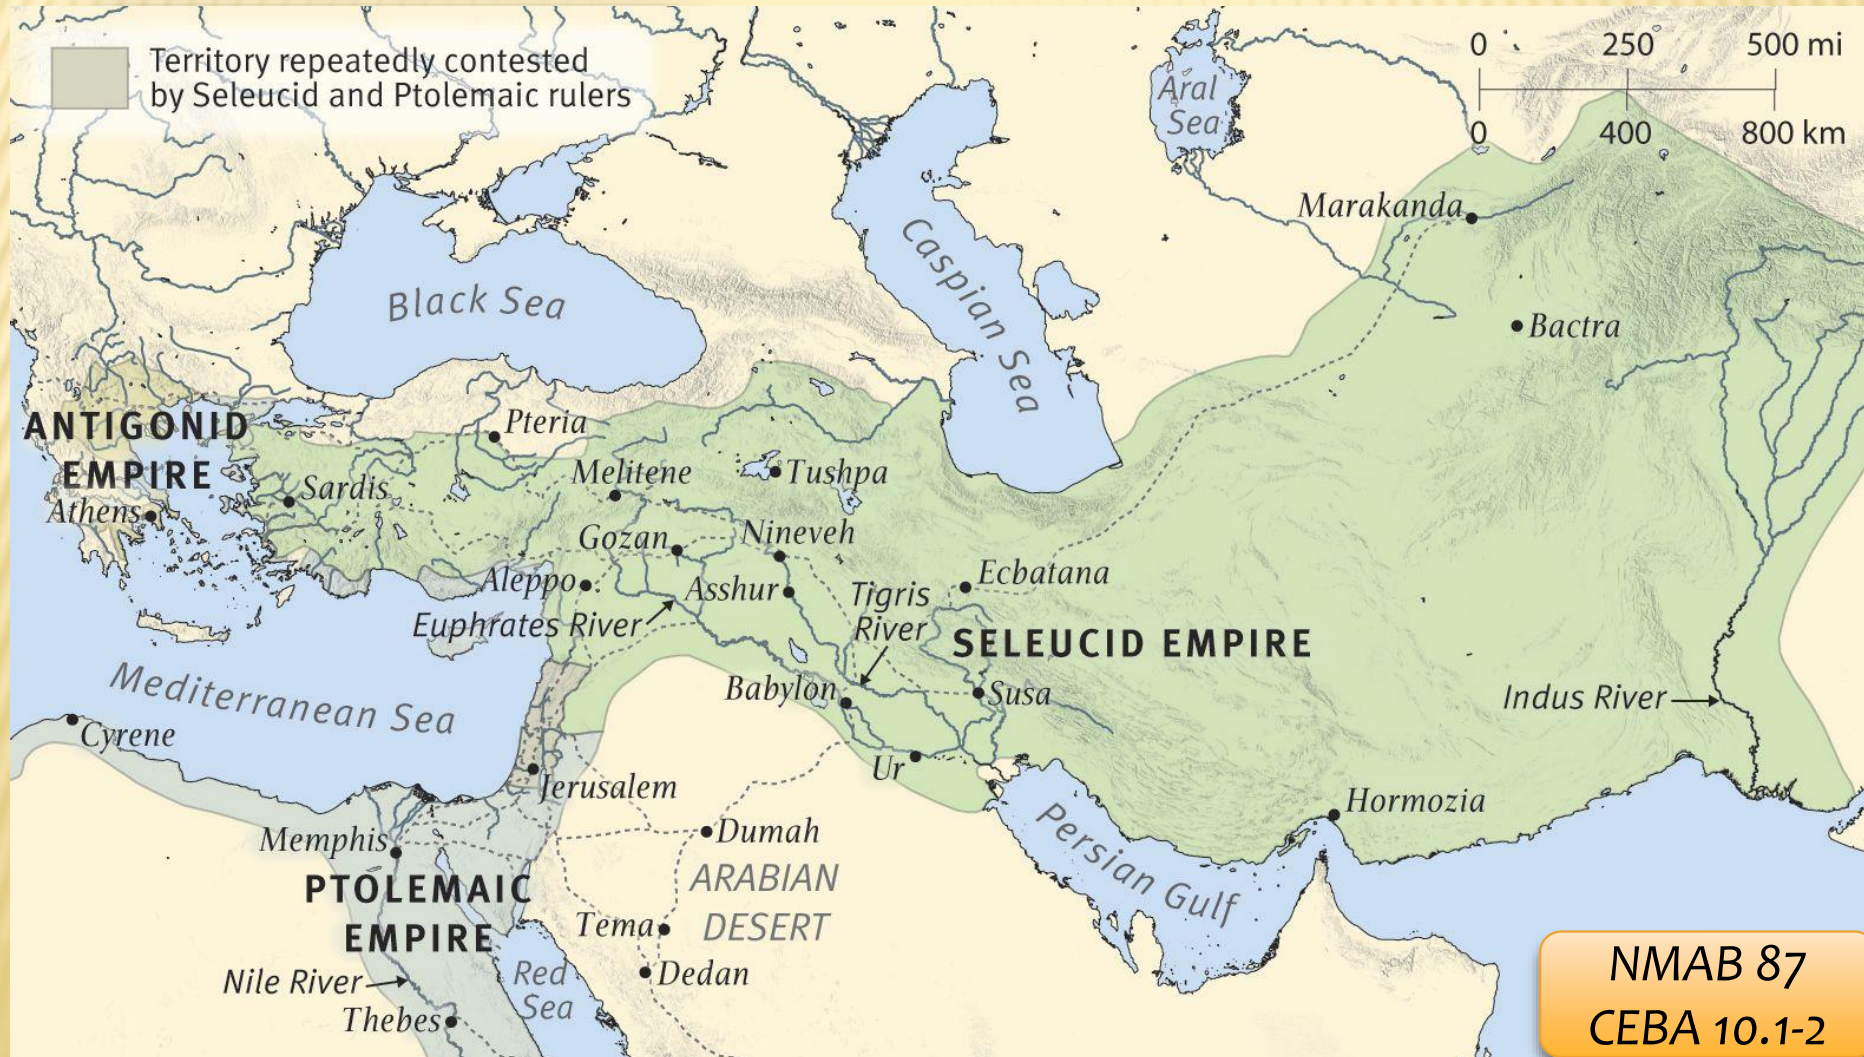 Territory repeatedly contested
by Seleucid and Ptolemaic rulers
0 250 500 mi
0 400 800 km
Aral
Sea
Marakanda
Caspian Sea
Black Sea
Bactra
ANTIGONID
EMPIRE
Athens
Pteria
Sardis
Melitene
Tushpa
Gozan
Nineveh
Aleppo
Asshur
Tigris
River
Ecbatana
Euphrates River
SELEUCID EMPIRE
Mediterranean Sea
Babylon
Susa
Indus River
Cyrene
Ur
Jerusalem
Hormozia
Memphis
Dumah
Persian Gulf
PTOLEMAIC
EMPIRE
ARABIAN
DESERT
Tema
Nile River
Red
Sea
Dedan
Thebes
NMAB 87
CEBA 10.1-2